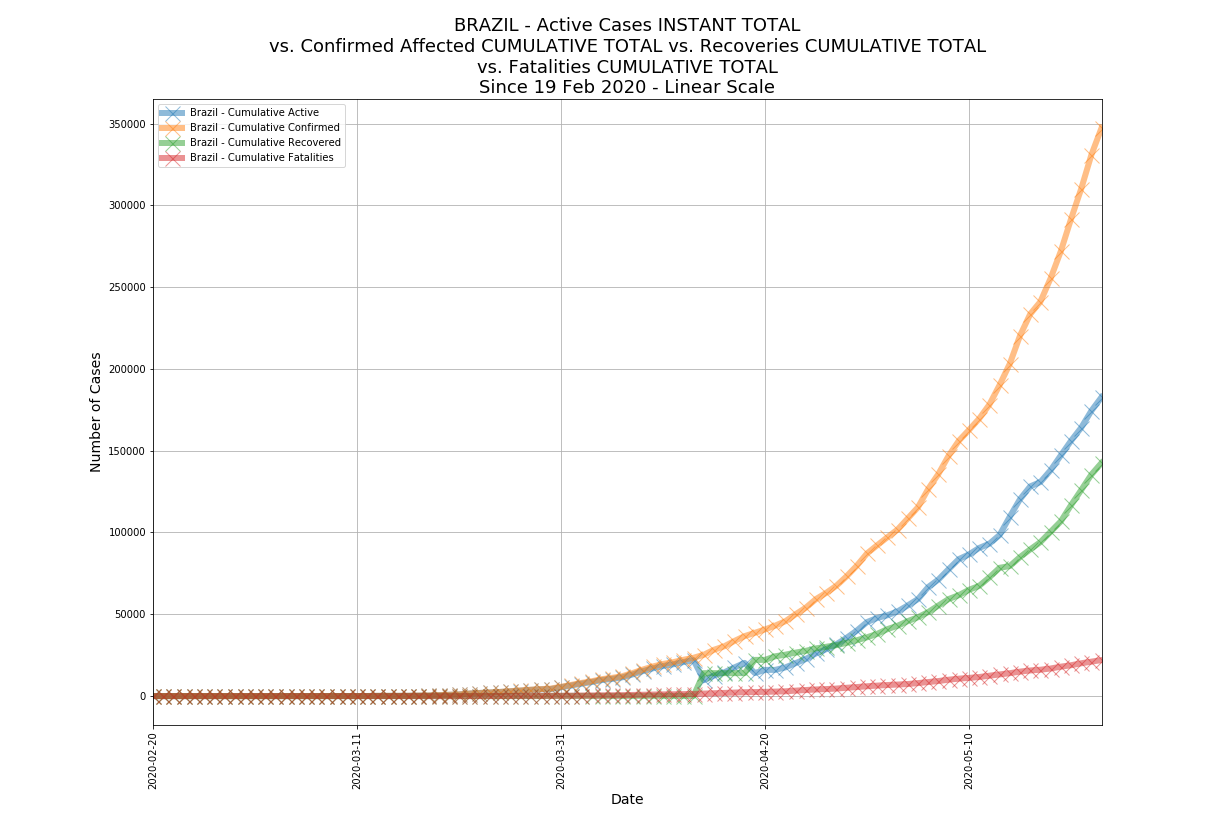 BRAZIL - Active Cases INSTANT TOTAL
vs. Confirmed Affected CUMULATIVE TOTAL vs. Recoveries CUMULATIVE TOTAL
vs. Fatalities CUMULATIVE TOTAL
Since 19 Feb 2020 - Linear Scale
Brazil - Cumulative Active
Brazil - Cumulative Confirmed
Brazil - Cumulative Recovered
Brazil - Cumulative Fatalities
Number of Cases
350000
300000
250000
200000
150000
100000
50000
0
2020-02-20
2020-03-11
2020-03-31
2020-04-20
2020-05-10
Date